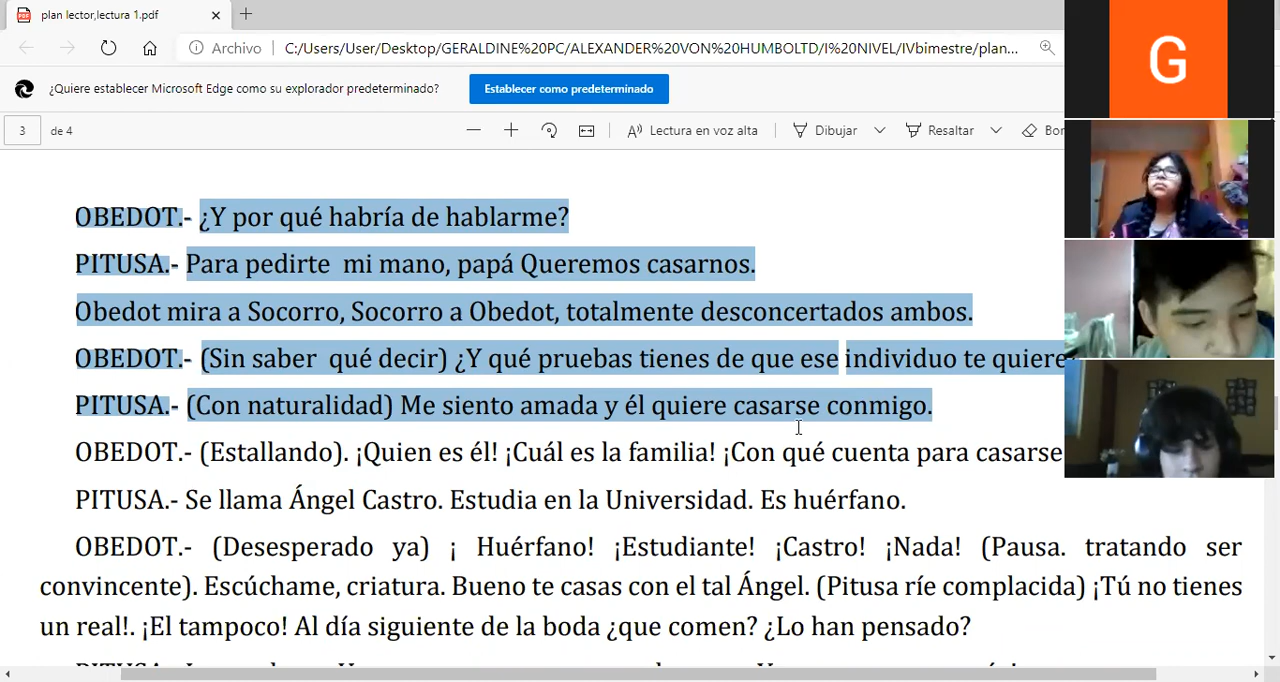 plan lector,lectura 1.pdf
Archivo C:/Users/User/Desktop/GERALDINE%20PC/ALEXANDER%20VON%20HUMBOLTD/I%20NIVEL/IVbimestre/plan...
¿Quiere establecer Microsoft Edge como su explorador predeterminado? Establecer como predeterminado
3 de 4 Lectura en voz alta Dibujar Resaltar
G
OBEDOT.- ¿Y por qué habría de hablarme?
PITUSA.- Para pedirte mi mano, papá Queremos casarnos.
Obedot mira a Socorro, Socorro a Obedot, totalmente desconcertados ambos.
OBEDOT.- (Sin saber qué decir) ¿Y qué pruebas tienes de que ese individuo te quiere
PITUSA.- (Con naturalidad) Me siento amada y él quiere casarse conmigo.
OBEDOT.- (Estallando). ¡Quien es él! ¡Cuál es la familia! ¡Con qué cuenta para casarse
PITUSA.- Se llama Ángel Castro. Estudia en la Universidad. Es huérfano.
OBEDOT.- (Desesperado ya) ¡ Huérfano! ¡Estudiante! ¡Castro! ¡Nada! (Pausa. tratando ser
convincente). Escúchame, criatura. Bueno te casas con el tal Ángel. (Pitusa ríe complacida) ¡Tú no tienes
un real!. ¡El tampoco! Al día siguiente de la boda ¿que comen? ¿Lo han pensado?